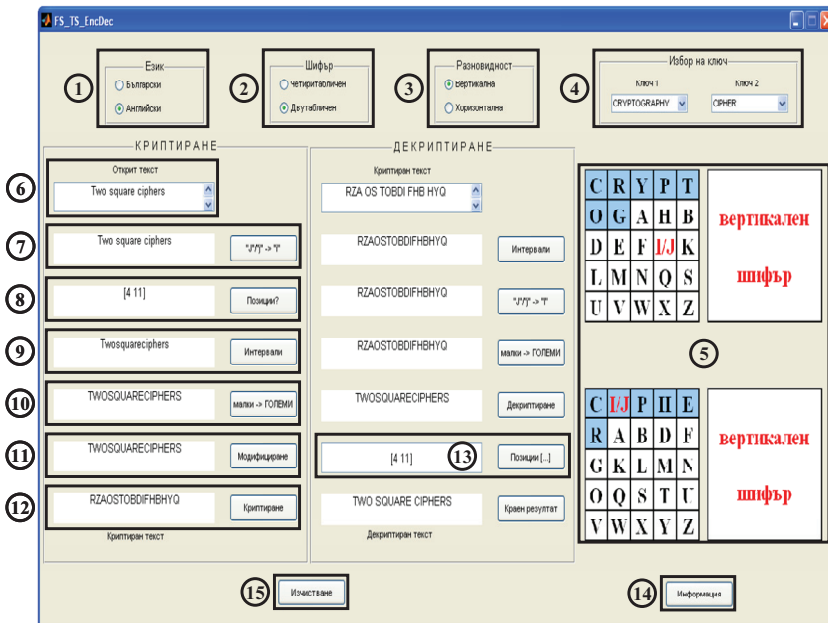 FS_TS_EncDec
1 Език
Български
Английски
2 Шифър
Четиритабличен
Двутабличен
3 Разновидност
Вертикална
Хоризонтална
4 Избор на ключ
Ключ 1 Ключ 2
CRYPTOGRAPHY CIPHER
КРИПТИРАНЕ
6 Открит текст
Two square ciphers
7 Two square ciphers "J"/"j" -> "I"
8 [4 11] Позиции?
9 Twosquareciphers Интервали
10 TWOSQUARECIPHERS малки -> ГОЛЕМИ
11 TWOSQUARECIPHERS Модифициране
12 RZAOSTOBDIFHBHYQ Криптиране
Криптиран текст
ДЕКРИПТИРАНЕ
Криптиран текст
RZA OS TOBDI FHB HYQ
RZAOSTOBDIFHBHYQ Интервали
RZAOSTOBDIFHBHYQ "J"/"j" -> "I"
RZAOSTOBDIFHBHYQ малки -> ГОЛЕМИ
TWOSQUARECIPHERS Декриптиране
[4 11] 13 Позиции [...]
TWO SQUARE CIPHERS Краен резултат
Декриптиран текст
C R Y P T
O G A H B
D E F I/J K
L M N Q S
U V W X Z
вертикален
шифър
5
C I/J P H E
R A B D F
G K L M N
O Q S T U
V W X Y Z
вертикален
шифър
15 Изчистване
14 Информация